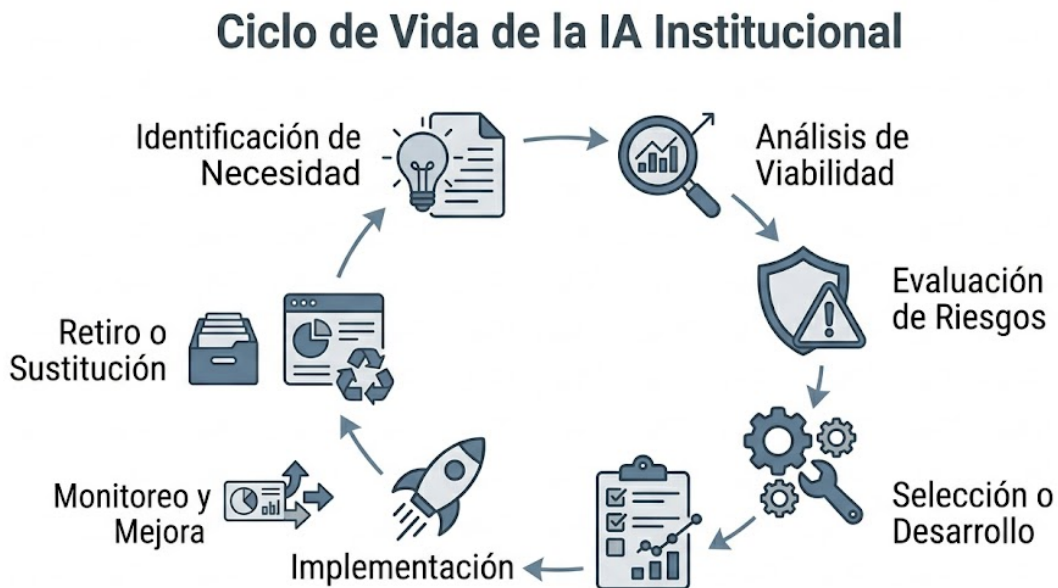 Ciclo de Vida de la IA Institucional
Identificación de
Necesidad
Análisis de
Viabilidad
Evaluación
de Riesgos
Selección o
Desarrollo
Implementación
Monitoreo y
Mejora
Retiro o
Sustitución